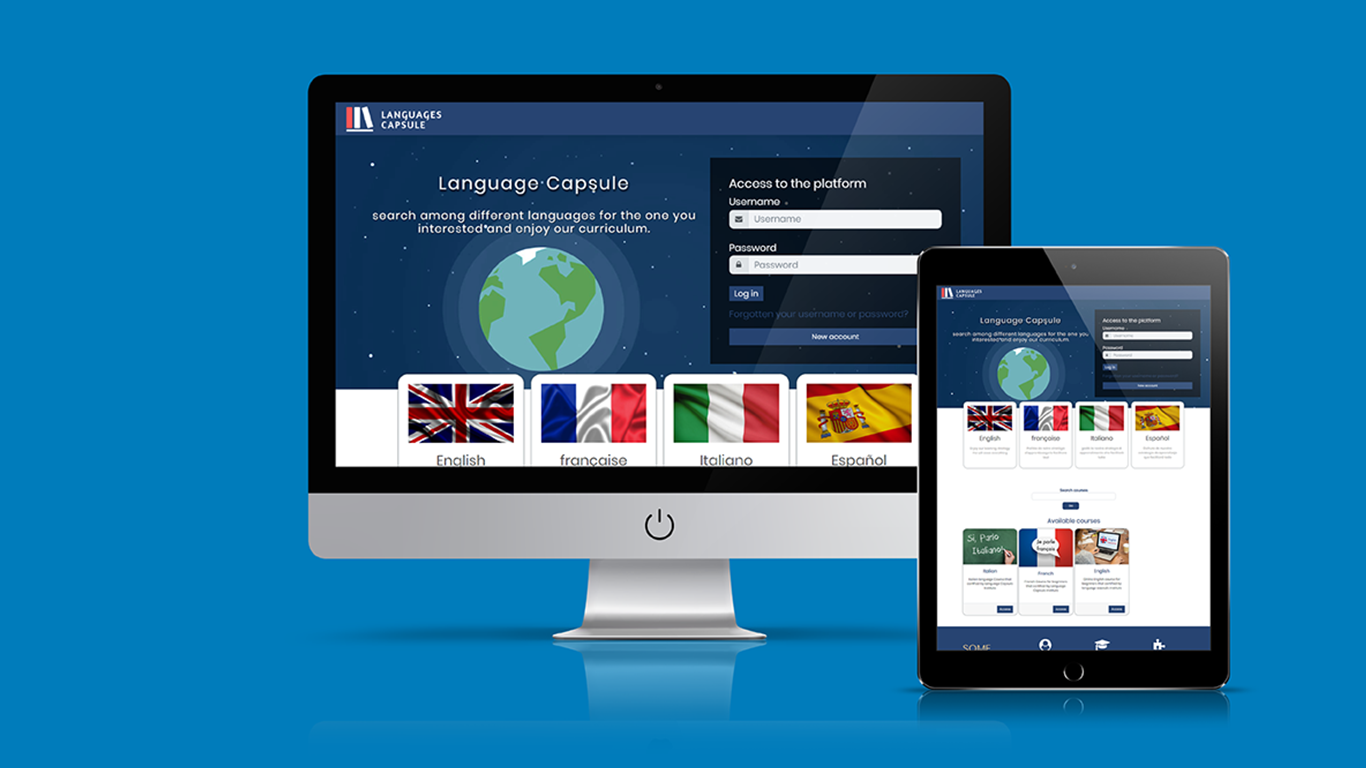 LANGUAGES
CAPSULE
Language Capsule
search among different languages for the one you
interested and enjoy our curriculum.
Access to the platform
Username
Username
Password
Password
Log in
Forgotten your username or password?
New account
English
française
Italiano
Español
LANGUAGES
CAPSULE
Language Capsule
search among different languages for the one you
interested and enjoy our curriculum.
Access to the platform
Username
Username
Password
Password
Log in
New account
English
française
Italiano
Español
Search courses
Go
Available courses
Si, Parlo
Italiano!
Je parle
français
Italian
French
English
Access
Access
Access
SOME